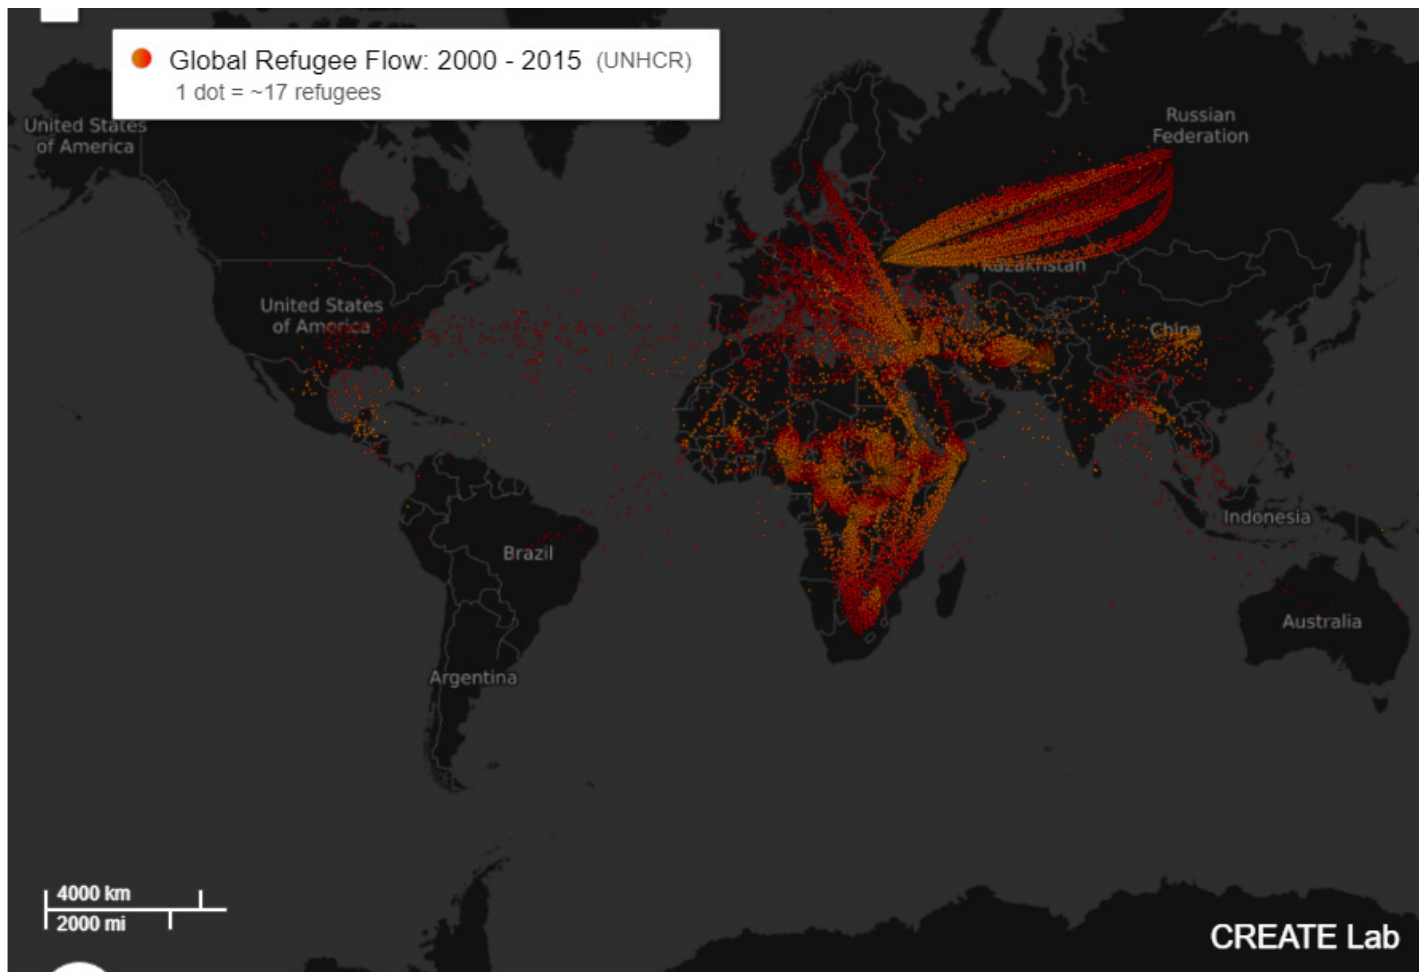 Global Refugee Flow: 2000 - 2015 (UNHCR)
1 dot = ~17 refugees
United States
of America
Russian
Federation
Kazakhstan
United States
of America
China
Indonesia
Brazil
Australia
Argentina
4000 km
2000 mi
CREATE Lab